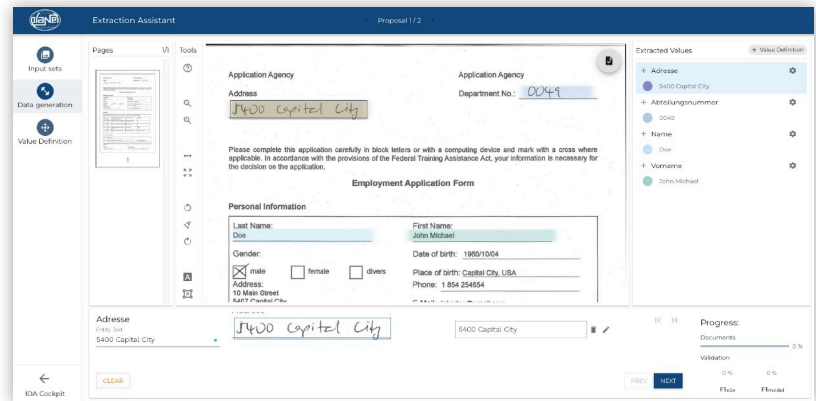 planet
Extraction Assistant
Proposal 1 / 2
Input sets
Data generation
Value Definition
IDA Cockpit
Pages
1/1
1
Tools
Application Agency
Address
5400 Capital City
Application Agency
Department No.: 0049
Please complete this application carefully in block letters or with a computing device and mark with a cross where
applicable. In accordance with the provisions of the Federal Training Assistance Act, your information is necessary for
the decision on the application.
Employment Application Form
Personal Information
Last Name:
Doe
First Name:
John Michael
Gender:
male
female
divers
Date of birth: 1960/10/04
Place of birth: Capital City, USA
Address:
10 Main Street
5407 Capital City
Phone: 1 854 254654
Extracted Values
+ Value Definition
+ Adresse
5400 Capital City
+ Abteilungsnummer
0049
+ Name
Doe
+ Vorname
John Michael
Adresse
Entity Text
5400 Capital City
CLEAR
5400 Capital City
5400 Capital City
PREV
NEXT
Progress:
Documents
0 %
Validation
0 %
0 %
F1e2e
F1model